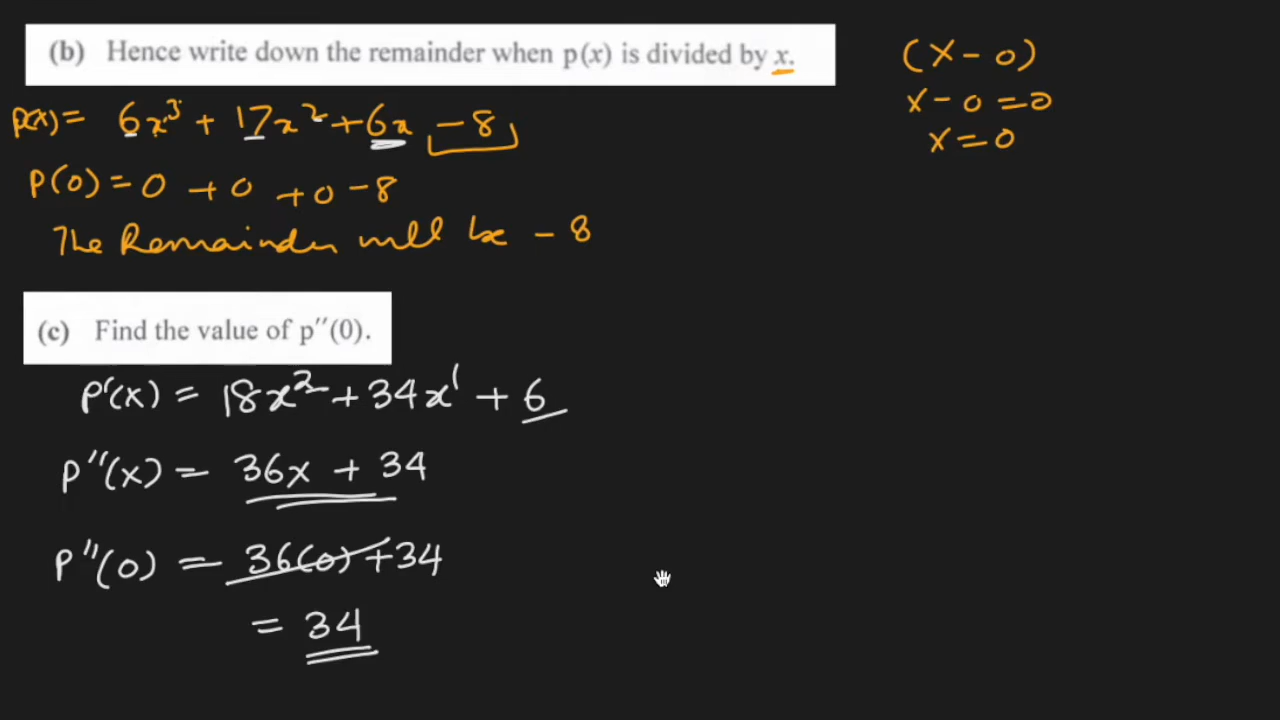 (b) Hence write down the remainder when p(x) is divided by x.
(x - 0)
x - 0 = 0
x = 0
P(x) = 6x³ + 17x² + 6x - 8
P(0) = 0 + 0 + 0 - 8
The Remainder will be - 8
(c) Find the value of p″(0).
P'(x) = 18x² + 34x¹ + 6
P"(x) = 36x + 34
P"(0) = 36(0) + 34
= 34